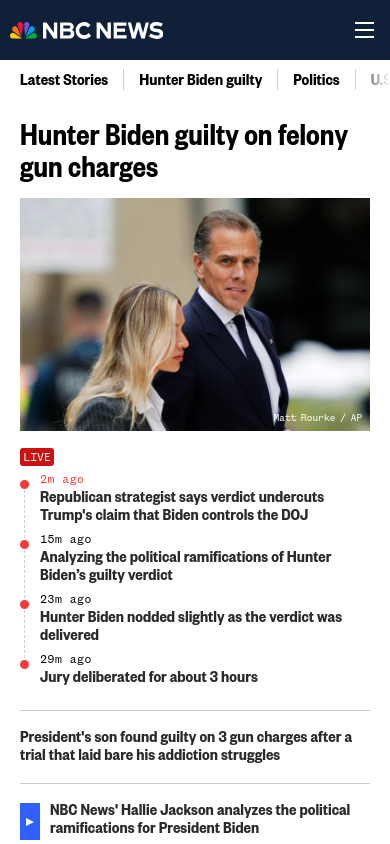 NBC NEWS
Latest Stories
Hunter Biden guilty
Politics
U.S
Hunter Biden guilty on felony
gun charges
Matt Rourke / AP
LIVE
2m ago
Republican strategist says verdict undercuts
Trump's claim that Biden controls the DOJ
15m ago
Analyzing the political ramifications of Hunter
Biden’s guilty verdict
23m ago
Hunter Biden nodded slightly as the verdict was
delivered
29m ago
Jury deliberated for about 3 hours
President's son found guilty on 3 gun charges after a
trial that laid bare his addiction struggles
NBC News' Hallie Jackson analyzes the political
ramifications for President Biden